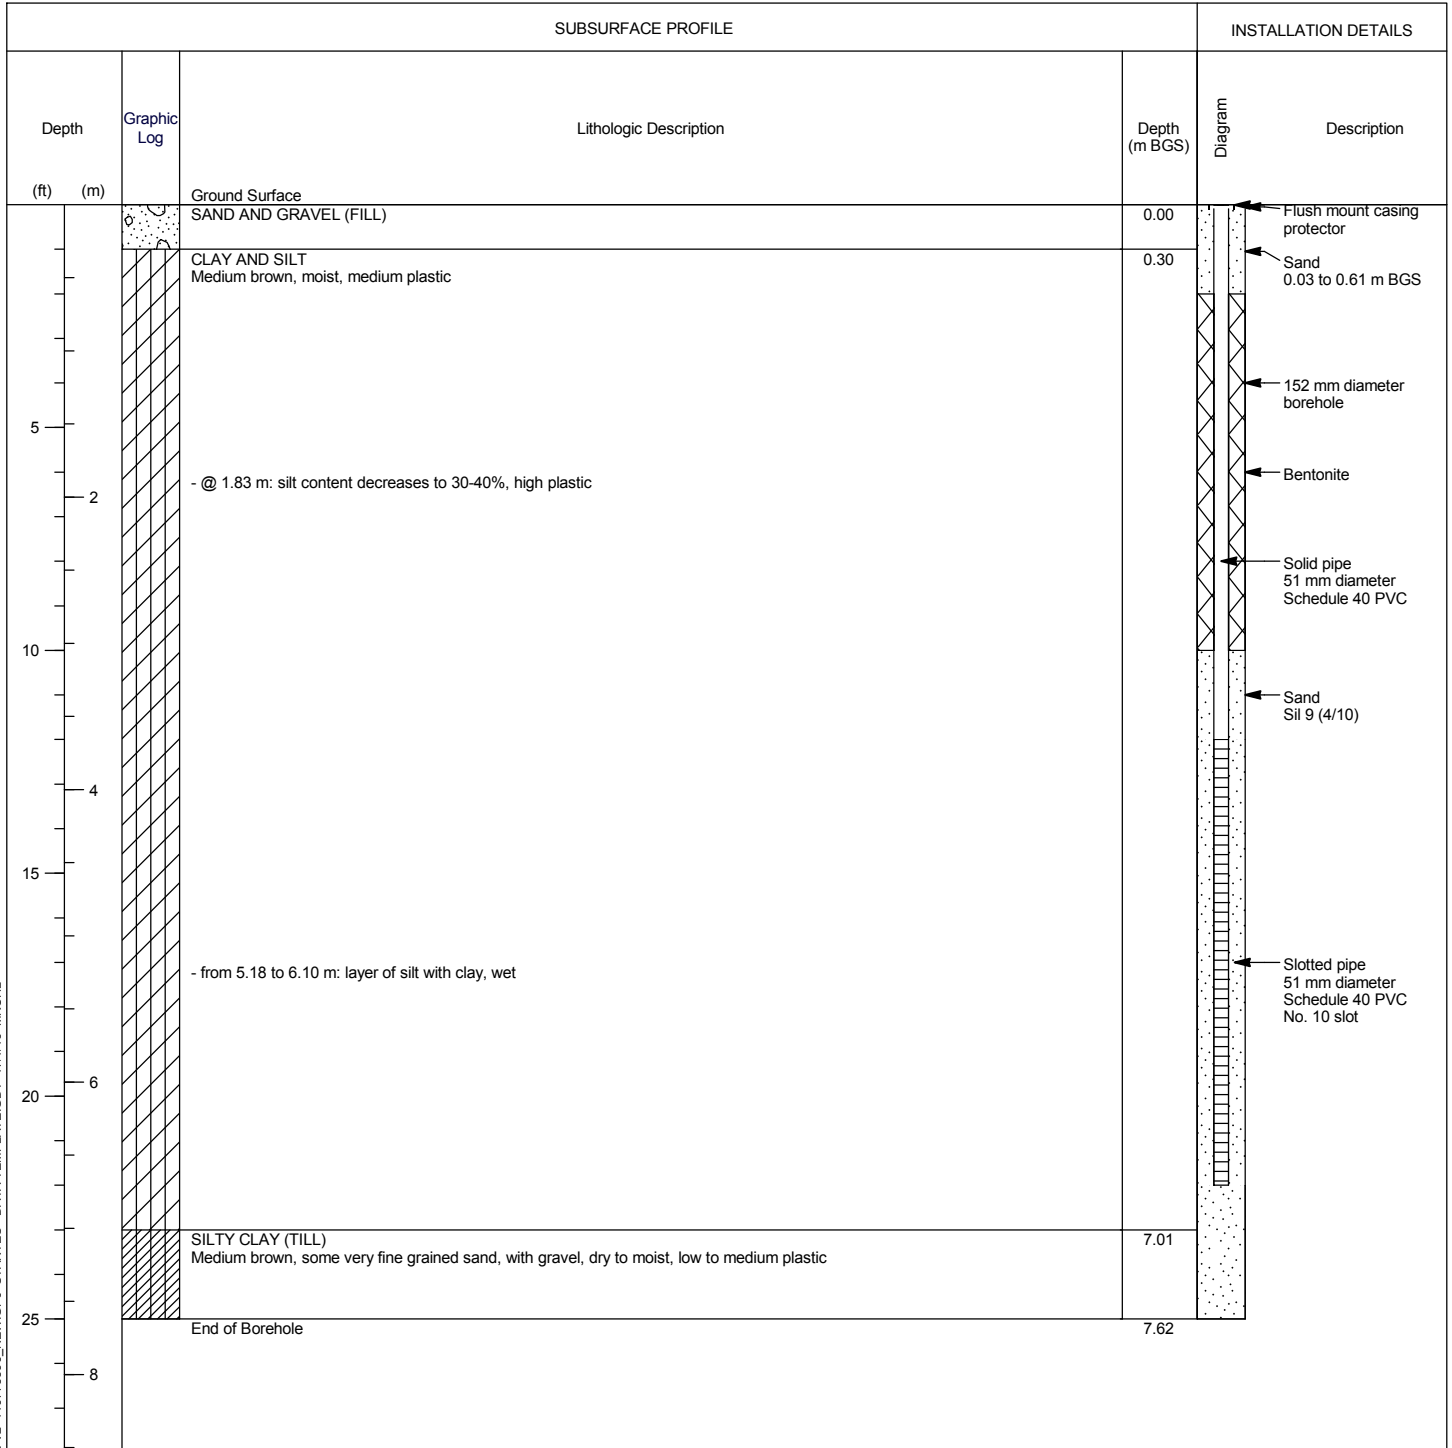 SUBSURFACE PROFILE
INSTALLATION DETAILS
Depth
Graphic
Log
Lithologic Description
Depth
(m BGS)
Diagram
Description
(ft) (m)
Ground Surface
SAND AND GRAVEL (FILL)
0.00
Flush mount casing
protector
CLAY AND SILT
0.30
Medium brown, moist, medium plastic
Sand
0.03 to 0.61 m BGS
152 mm diameter
borehole
5
- @ 1.83 m: silt content decreases to 30-40%, high plastic
Bentonite
2
Solid pipe
51 mm diameter
Schedule 40 PVC
10
Sand
Sil 9 (4/10)
4
15
- from 5.18 to 6.10 m: layer of silt with clay, wet
Slotted pipe
51 mm diameter
Schedule 40 PVC
No. 10 slot
6
20
SILTY CLAY (TILL)
7.01
Medium brown, some very fine grained sand, with gravel, dry to moist, low to medium plastic
25
End of Borehole
7.62
8